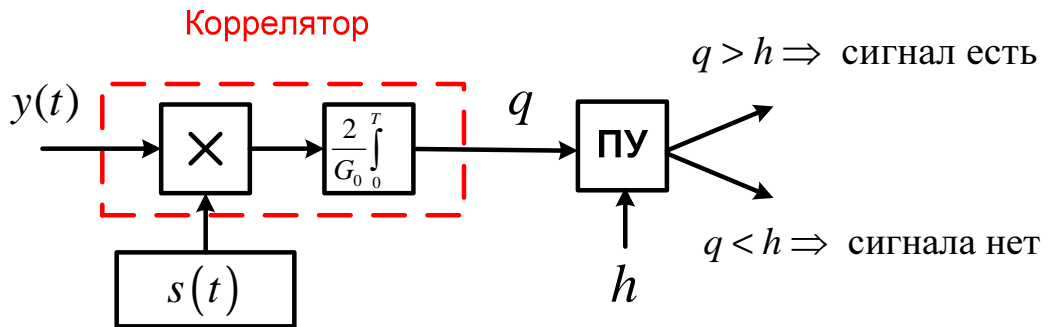 Коррелятор
y(t)
×
2/G₀ ∫₀ᵀ
q
ПУ
q > h ⇒ сигнал есть
q < h ⇒ сигнала нет
s(t)
h